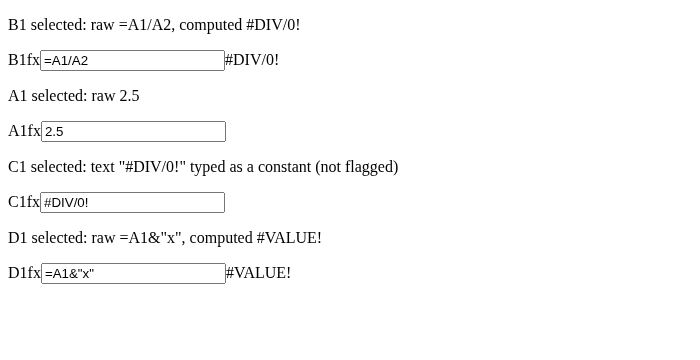 B1 selected: raw =A1/A2, computed #DIV/0!
B1fx=A1/A2#DIV/0!
A1 selected: raw 2.5
A1fx2.5
C1 selected: text "#DIV/0!" typed as a constant (not flagged)
C1fx#DIV/0!
D1 selected: raw =A1&"x", computed #VALUE!
D1fx=A1&"x"#VALUE!